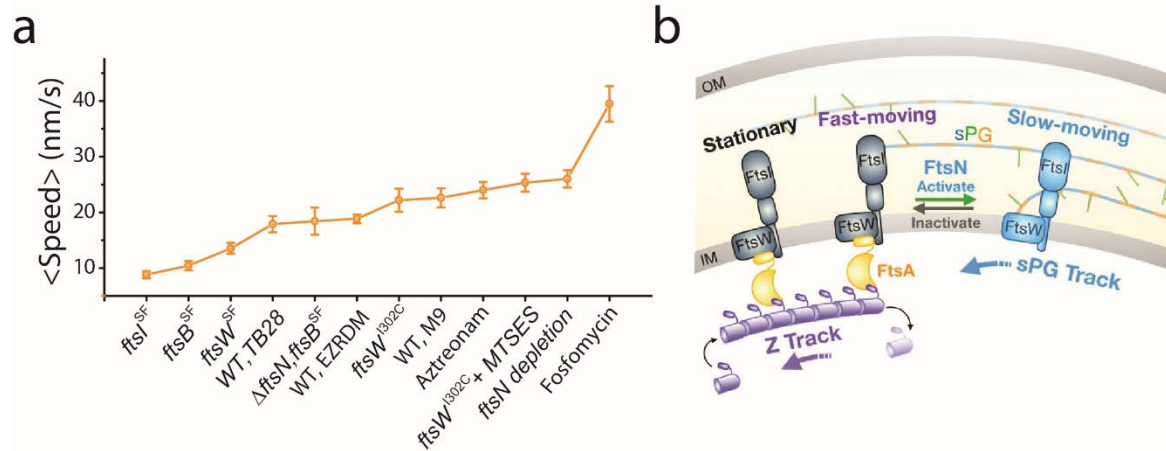 a
<Speed> (nm/s)
40
30
20
10
ftsI^SF
ftsB^SF
ftsW^SF
WT, TB28
ΔftsN, ftsB^SF
WT, EZRDM
ftsW^I302C
WT, M9
Aztreonam
ftsW^I302C + MTSES
ftsN depletion
Fosfomycin
b
OM
Stationary
Fast-moving
Slow-moving
sPG
FtsI
FtsI
FtsI
FtsN
Activate
Inactivate
FtsW
FtsW
FtsW
IM
FtsA
sPG Track
Z Track